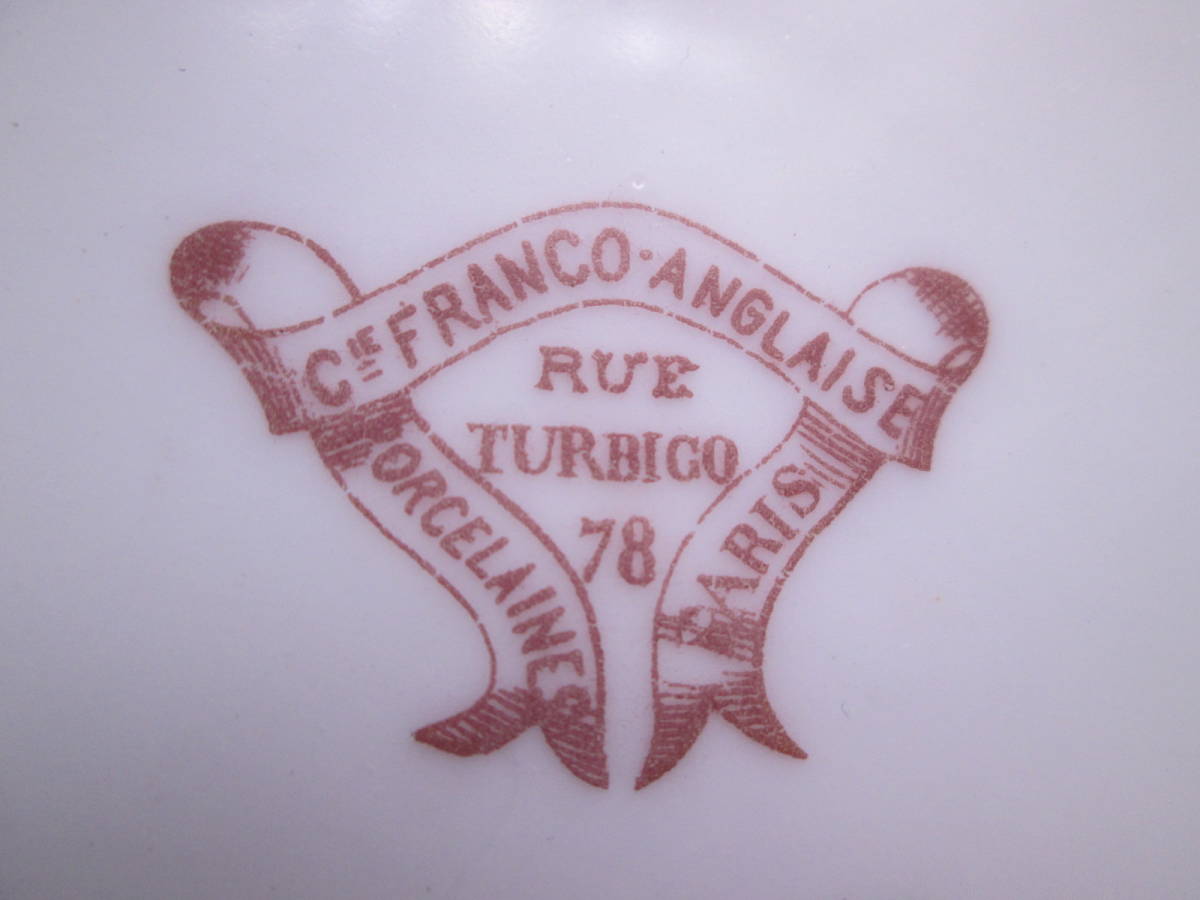 Cie FRANCO·ANGLAISE
RUE
TURBIGO
78
PORCELAINES
PARIS